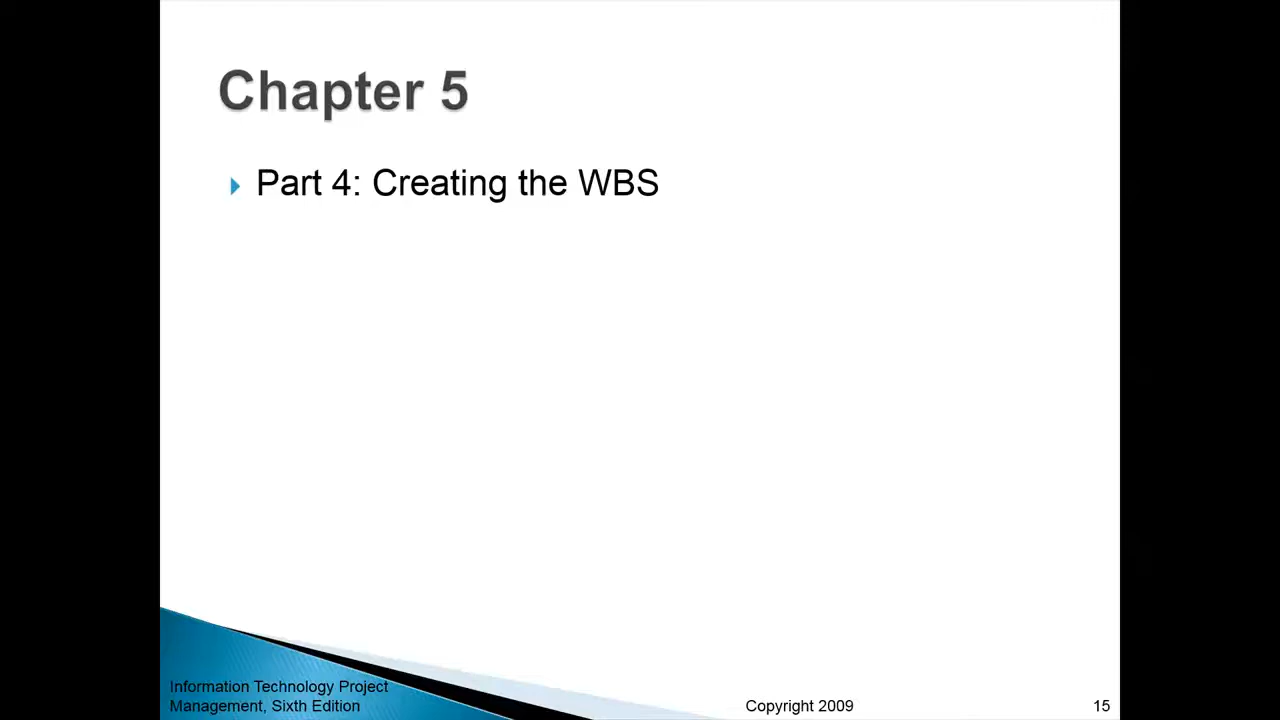 Chapter 5
Part 4: Creating the WBS
Information Technology Project
Management, Sixth Edition
Copyright 2009
15